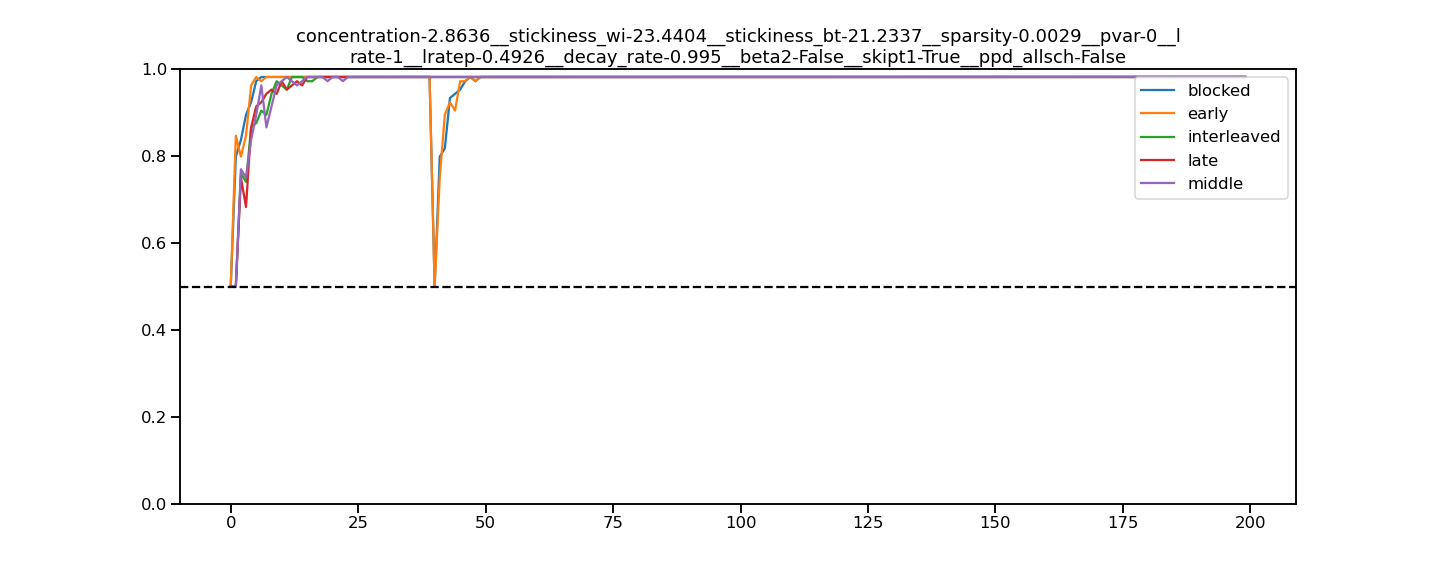 concentration-2.8636__stickiness_wi-23.4404__stickiness_bt-21.2337__sparsity-0.0029__pvar-0__l
rate-1__lratep-0.4926__decay_rate-0.995__beta2-False__skipt1-True__ppd_allsch-False
1.0
0.8
0.6
0.4
0.2
0.0
0 25 50 75 100 125 150 175 200
blocked
early
interleaved
late
middle